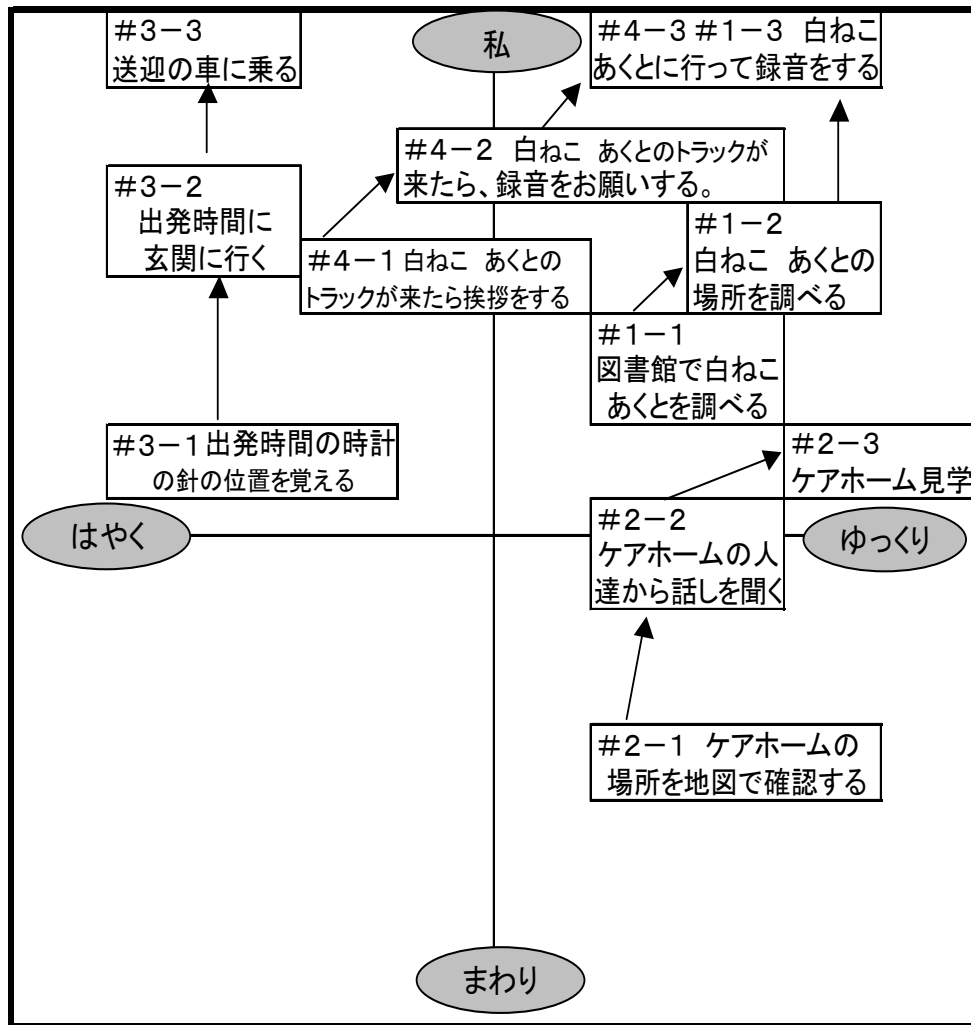 #3-3
送迎の車に乗る
私
#4-3 #1-3 白ねこ
あくとに行って録音をする
#4-2 白ねこ あくとのトラックが
来たら、録音をお願いする。
#3-2
出発時間に
玄関に行く
#1-2
白ねこ あくとの
場所を調べる
#4-1 白ねこ あくとの
トラックが来たら挨拶をする
#1-1
図書館で白ねこ
あくとを調べる
#3-1出発時間の時計
の針の位置を覚える
#2-3
ケアホーム見学
はやく
#2-2
ケアホームの人
達から話しを聞く
ゆっくり
#2-1 ケアホームの
場所を地図で確認する
まわり